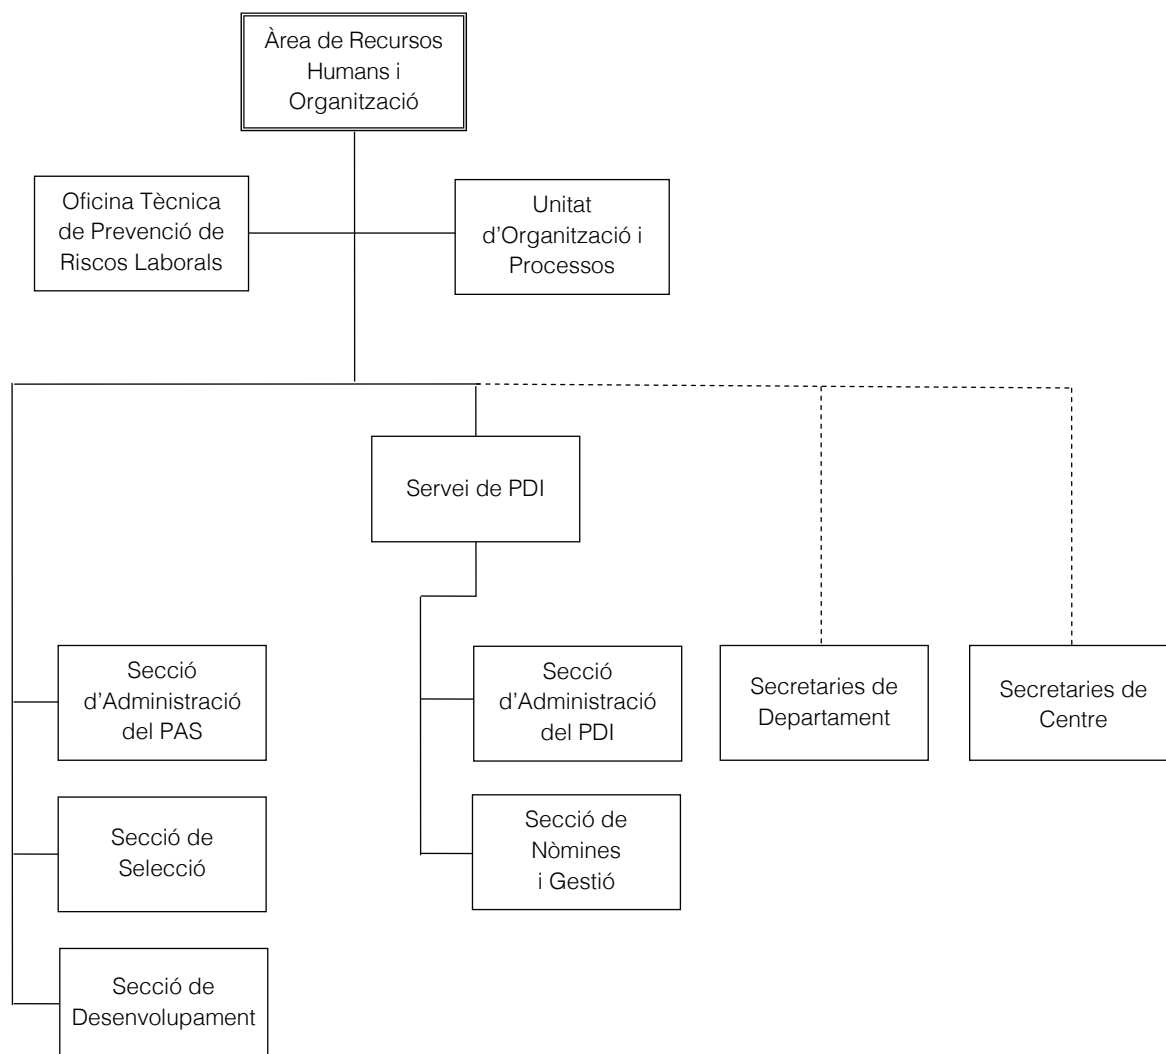 Àrea de Recursos
Humans i
Organització
Oficina Tècnica
de Prevenció de
Riscos Laborals
Unitat
d’Organització i
Processos
Servei de PDI
Secció
d’Administració
del PAS
Secció
d’Administració
del PDI
Secretaries de
Departament
Secretaries de
Centre
Secció de
Selecció
Secció de
Nòmines
i Gestió
Secció de
Desenvolupament